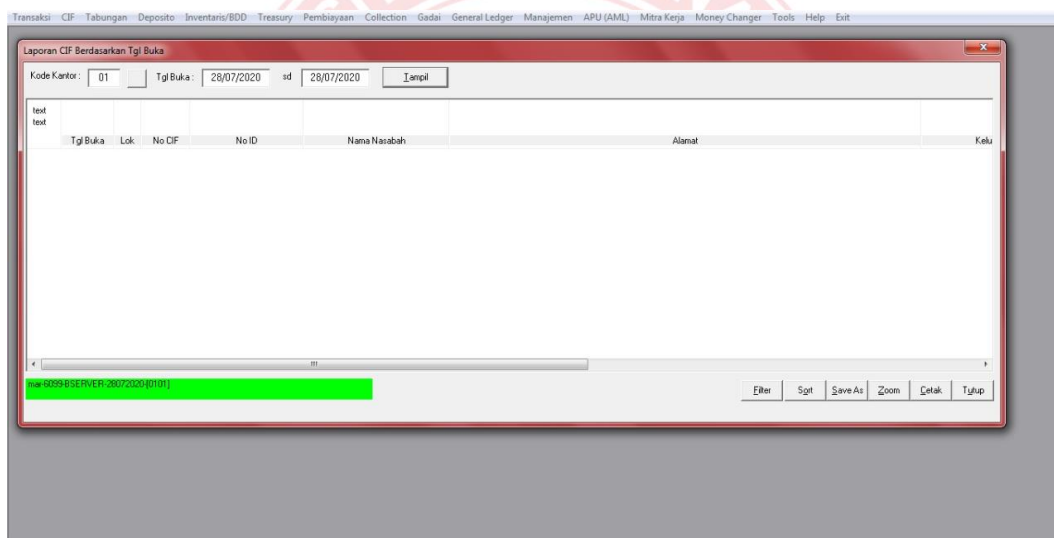 Transaksi CIF Tabungan Deposito Inventaris/BDD Treasury Pembiayaan Collection Gadai General Ledger Manajemen APU (AML) Mitra Kerja Money Changer Tools Help Exit
Laporan CIF Berdasarkan Tgl Buka
Kode Kantor : 01 Tgl Buka : 28/07/2020 sd 28/07/2020 Tampil
text
text
Tgl Buka Lok No CIF No ID Nama Nasabah Alamat Kelu
mar-6099-BSERVER-28072020-[0101]
Filter Sort Save As Zoom Cetak Tutup